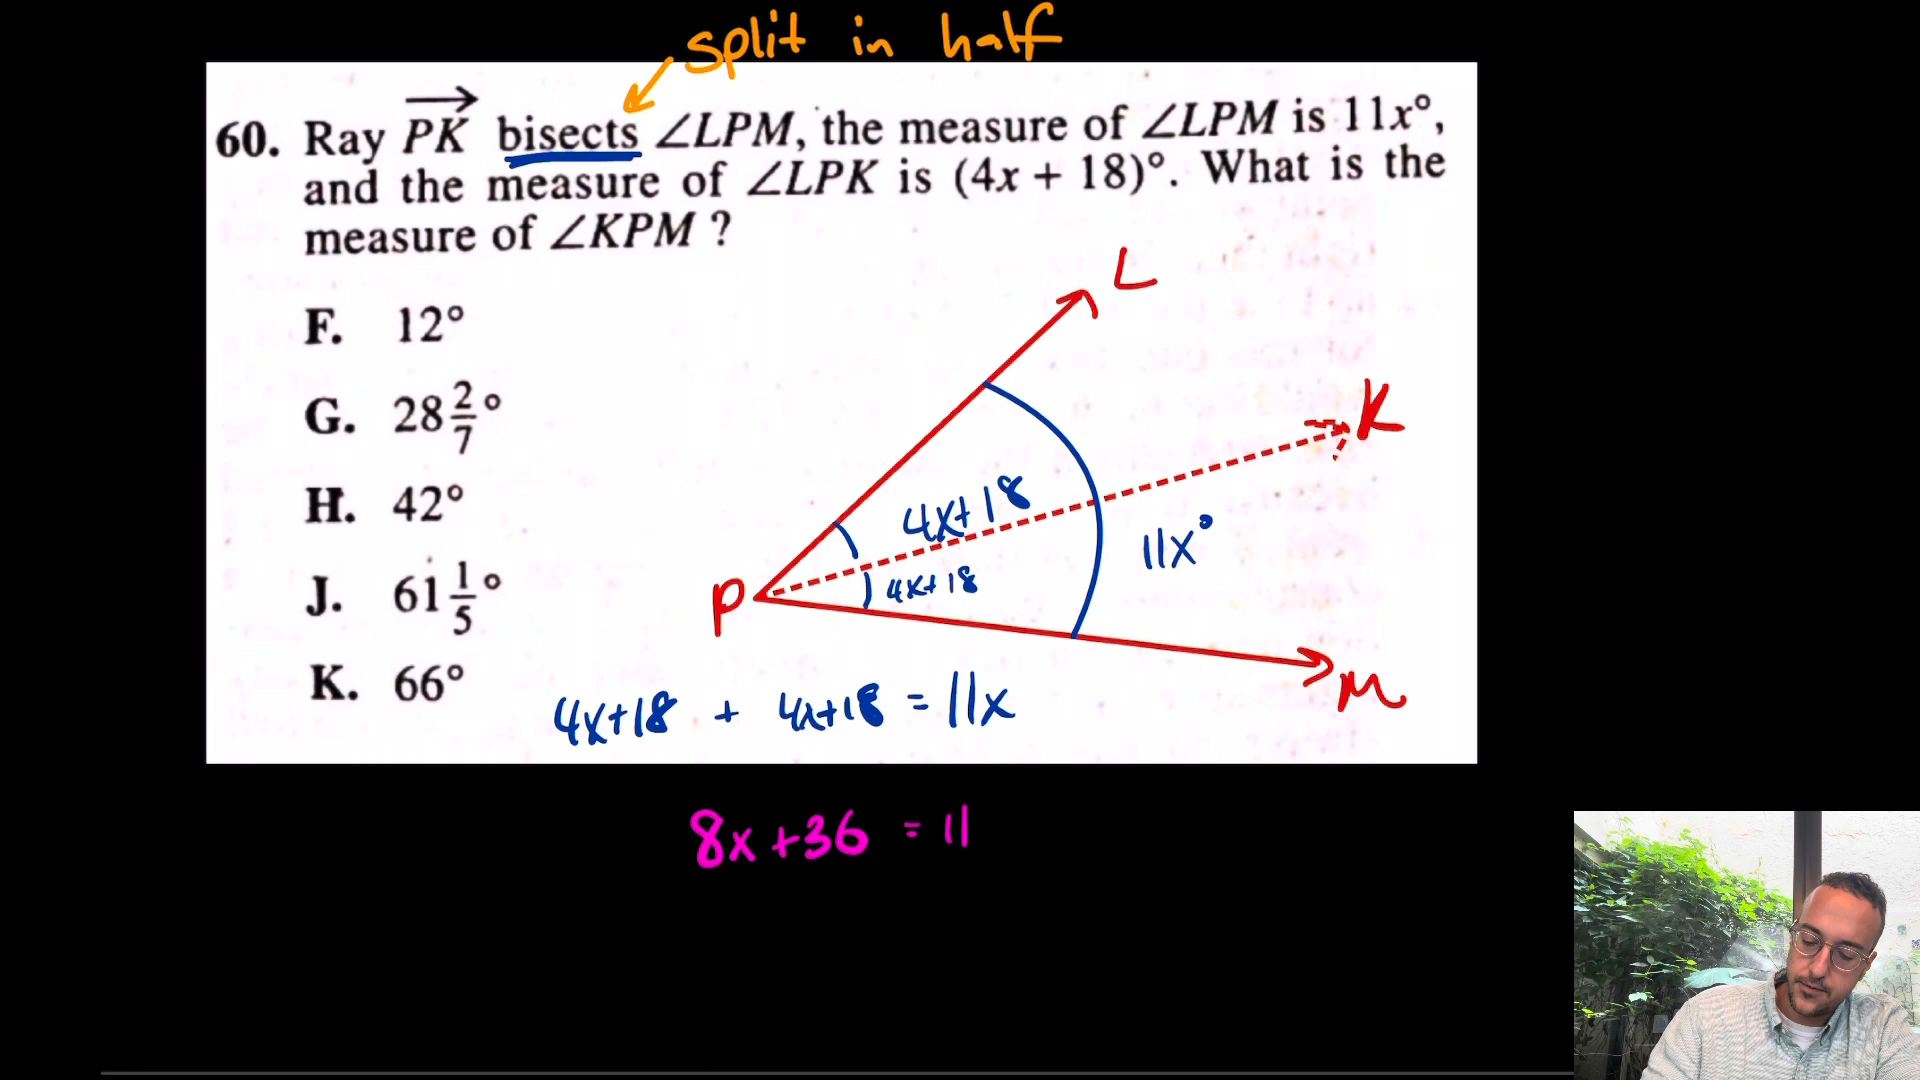 split in half
60. Ray PK bisects ∠LPM, the measure of ∠LPM is 11x°,
and the measure of ∠LPK is (4x + 18)°. What is the
measure of ∠KPM ?
F. 12°
G. 28 2/7°
H. 42°
J. 61 1/5°
K. 66°
L
K
4x+18
11x°
4x+18
P
M
4x+18 + 4x+18 = 11x
8x+36 = 11